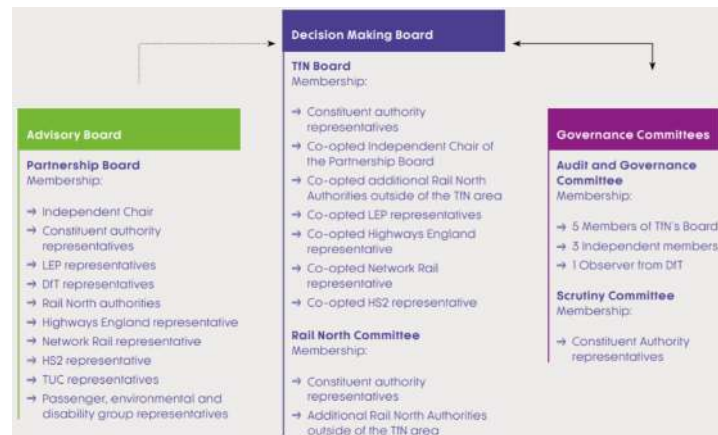 Decision Making Board
TfN Board
Membership:
→ Constituent authority
representatives
→ Co-opted Independent Chair of
the Partnership Board
→ Co-opted additional Rail North
Authorities outside of the TfN area
→ Co-opted LEP representatives
→ Co-opted Highways England
representative
→ Co-opted Network Rail
representative
→ Co-opted HS2 representative
Rail North Committee
Membership:
→ Constituent authority
representatives
→ Additional Rail North Authorities
outside of the TfN area
Advisory Board
Partnership Board
Membership:
→ Independent Chair
→ Constituent authority
representatives
→ LEP representatives
→ DfT representatives
→ Rail North authorities
→ Highways England representative
→ Network Rail representative
→ HS2 representative
→ TUC representatives
→ Passenger, environmental and
disability group representatives
Governance Committees
Audit and Governance
Committee
Membership:
→ 5 Members of TfN's Board
→ 3 Independent members
→ 1 Observer from DfT
Scrutiny Committee
Membership:
→ Constituent Authority
representatives